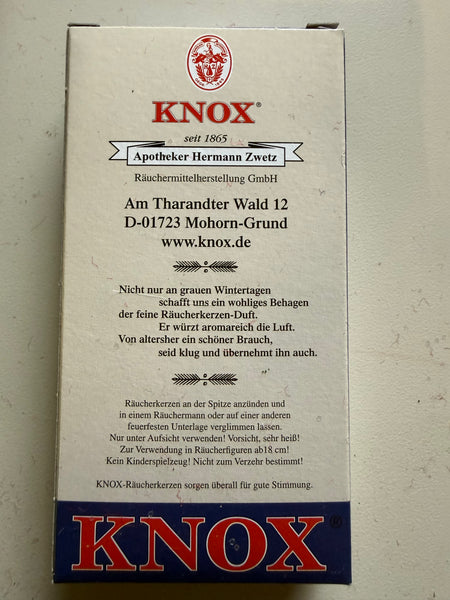 KNOX®
seit 1865
Apotheker Hermann Zwetz
Räuchermittelherstellung GmbH
Am Tharandter Wald 12
D-01723 Mohorn-Grund
www.knox.de
Nicht nur an grauen Wintertagen
schafft uns ein wohliges Behagen
der feine Räucherkerzen-Duft.
Er würzt aromareich die Luft.
Von altersher ein schöner Brauch,
seid klug und übernehmt ihn auch.
Räucherkerzen an der Spitze anzünden und
in einem Räuchermann oder auf einer anderen
feuerfesten Unterlage verglimmen lassen.
Nur unter Aufsicht verwenden! Vorsicht, sehr heiß!
Zur Verwendung in Räucherfiguren ab18 cm!
Kein Kinderspielzeug! Nicht zum Verzehr bestimmt!
KNOX-Räucherkerzen sorgen überall für gute Stimmung.
KNOX®